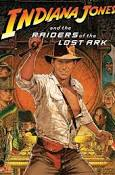 INDIANA JONES
and the
RAIDERS of the
LOST ARK